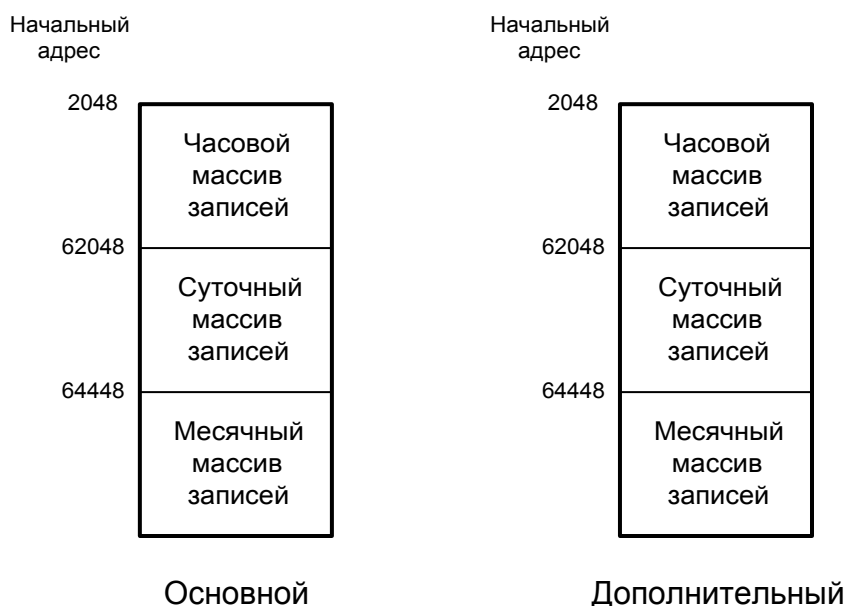 Начальный
адрес
2048
Часовой
массив
записей
62048
Суточный
массив
записей
64448
Месячный
массив
записей
Основной
Начальный
адрес
2048
Часовой
массив
записей
62048
Суточный
массив
записей
64448
Месячный
массив
записей
Дополнительный